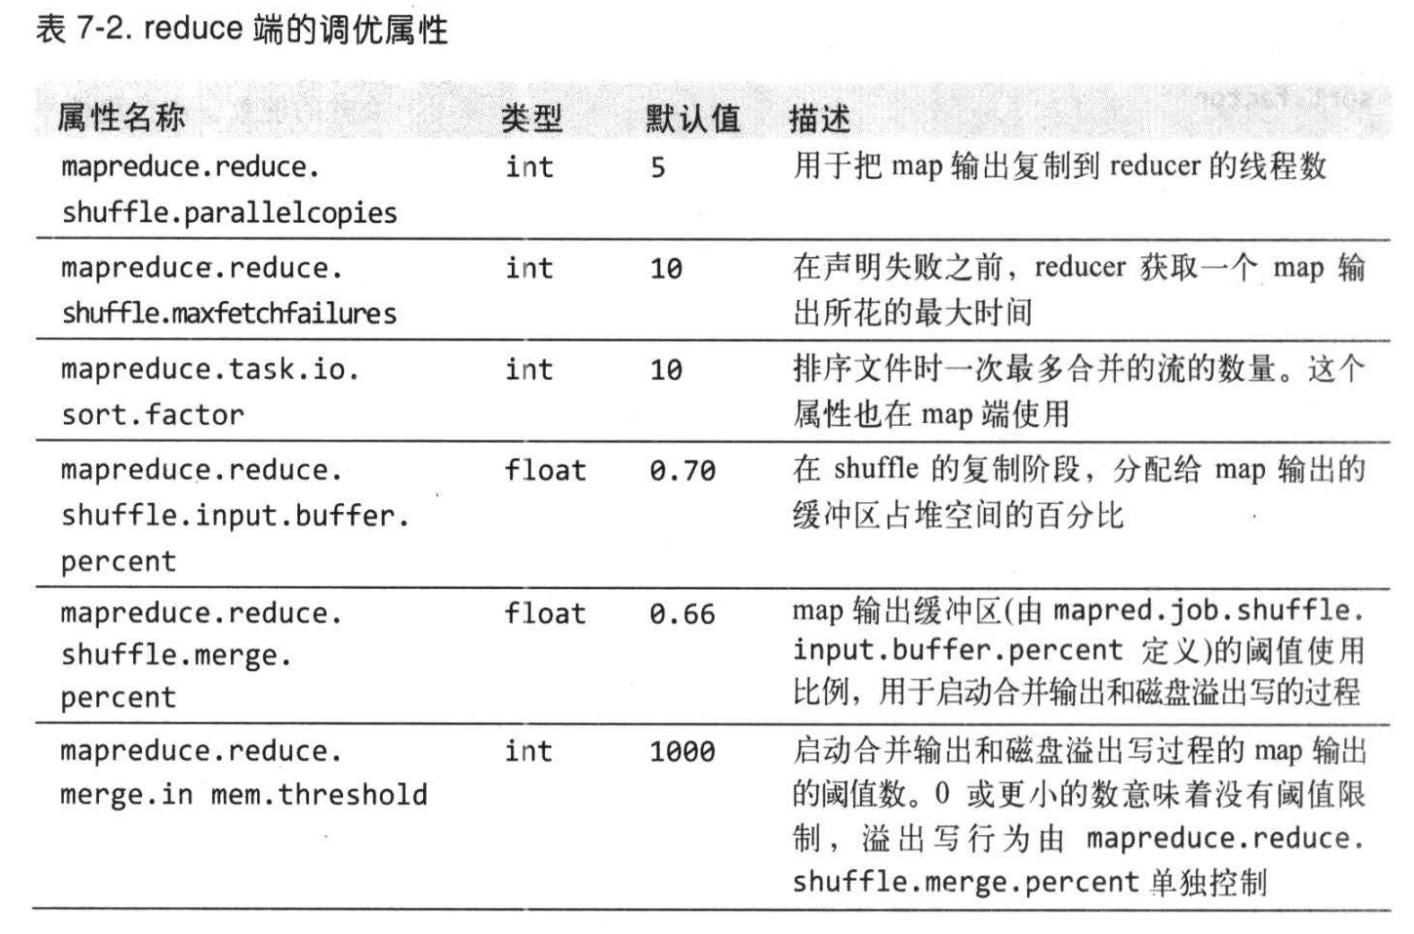 表 7-2. reduce 端的调优属性
属性名称 类型 默认值 描述
mapreduce.reduce. int 5 用于把 map 输出复制到 reducer 的线程数
shuffle.parallelcopies
mapreduce.reduce. int 10 在声明失败之前，reducer 获取一个 map 输
shuffle.maxfetchfailures 出所花的最大时间
mapreduce.task.io. int 10 排序文件时一次最多合并的流的数量。这个
sort.factor 属性也在 map 端使用
mapreduce.reduce. float 0.70 在 shuffle 的复制阶段，分配给 map 输出的
shuffle.input.buffer. 缓冲区占堆空间的百分比
percent
mapreduce.reduce. float 0.66 map 输出缓冲区(由 mapred.job.shuffle.
shuffle.merge. input.buffer.percent 定义)的阈值使用
percent 比例，用于启动合并输出和磁盘溢出写的过程
mapreduce.reduce. int 1000 启动合并输出和磁盘溢出写过程的 map 输出
merge.in mem.threshold 的阈值数。0 或更小的数意味着没有阈值限
制，溢出写行为由 mapreduce.reduce.
shuffle.merge.percent 单独控制